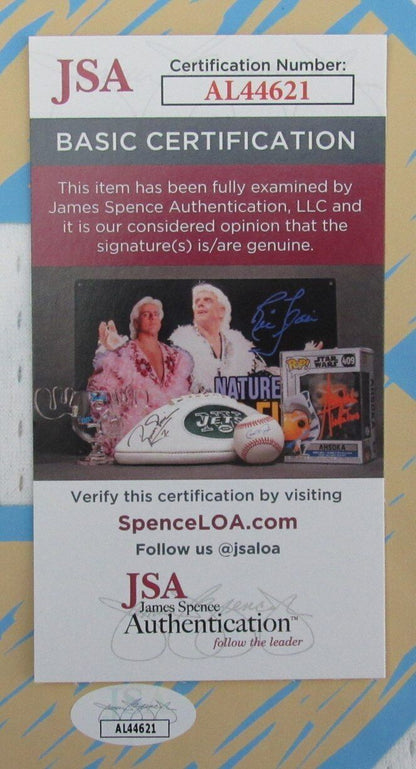 JSA
Certification Number:
AL44621
BASIC CERTIFICATION
This item has been fully examined by
James Spence Authentication, LLC and
it is our considered opinion that the
signature(s) is/are genuine.
NATURE
JETS
POP!
STAR
WARS
409
AHSOKA
Verify this certification by visiting
SpenceLOA.com
Follow us @jsaloa
JSA
James Spence
Authentication™
follow the leader
AL44621